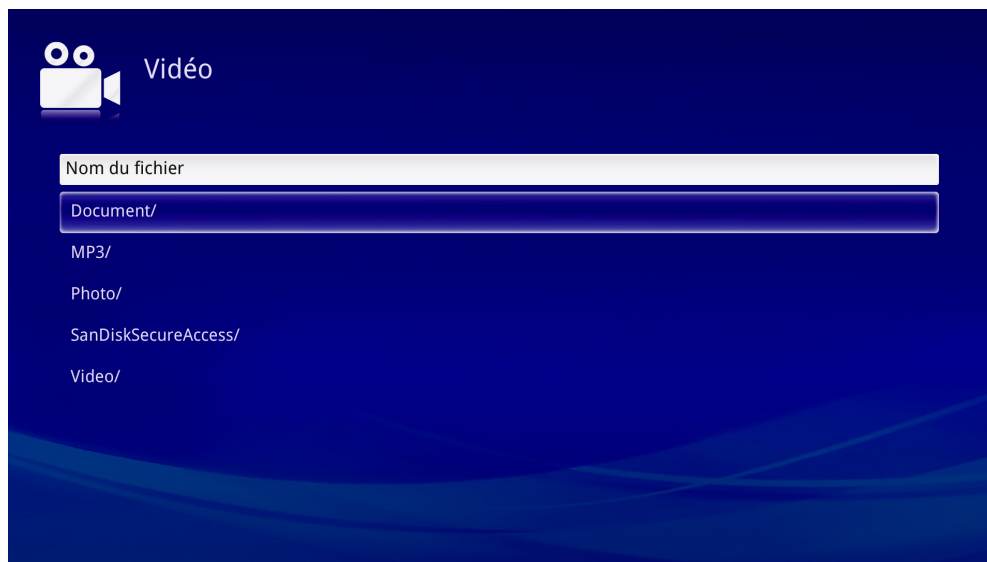 Vidéo
Nom du fichier
Document/
MP3/
Photo/
SanDiskSecureAccess/
Video/